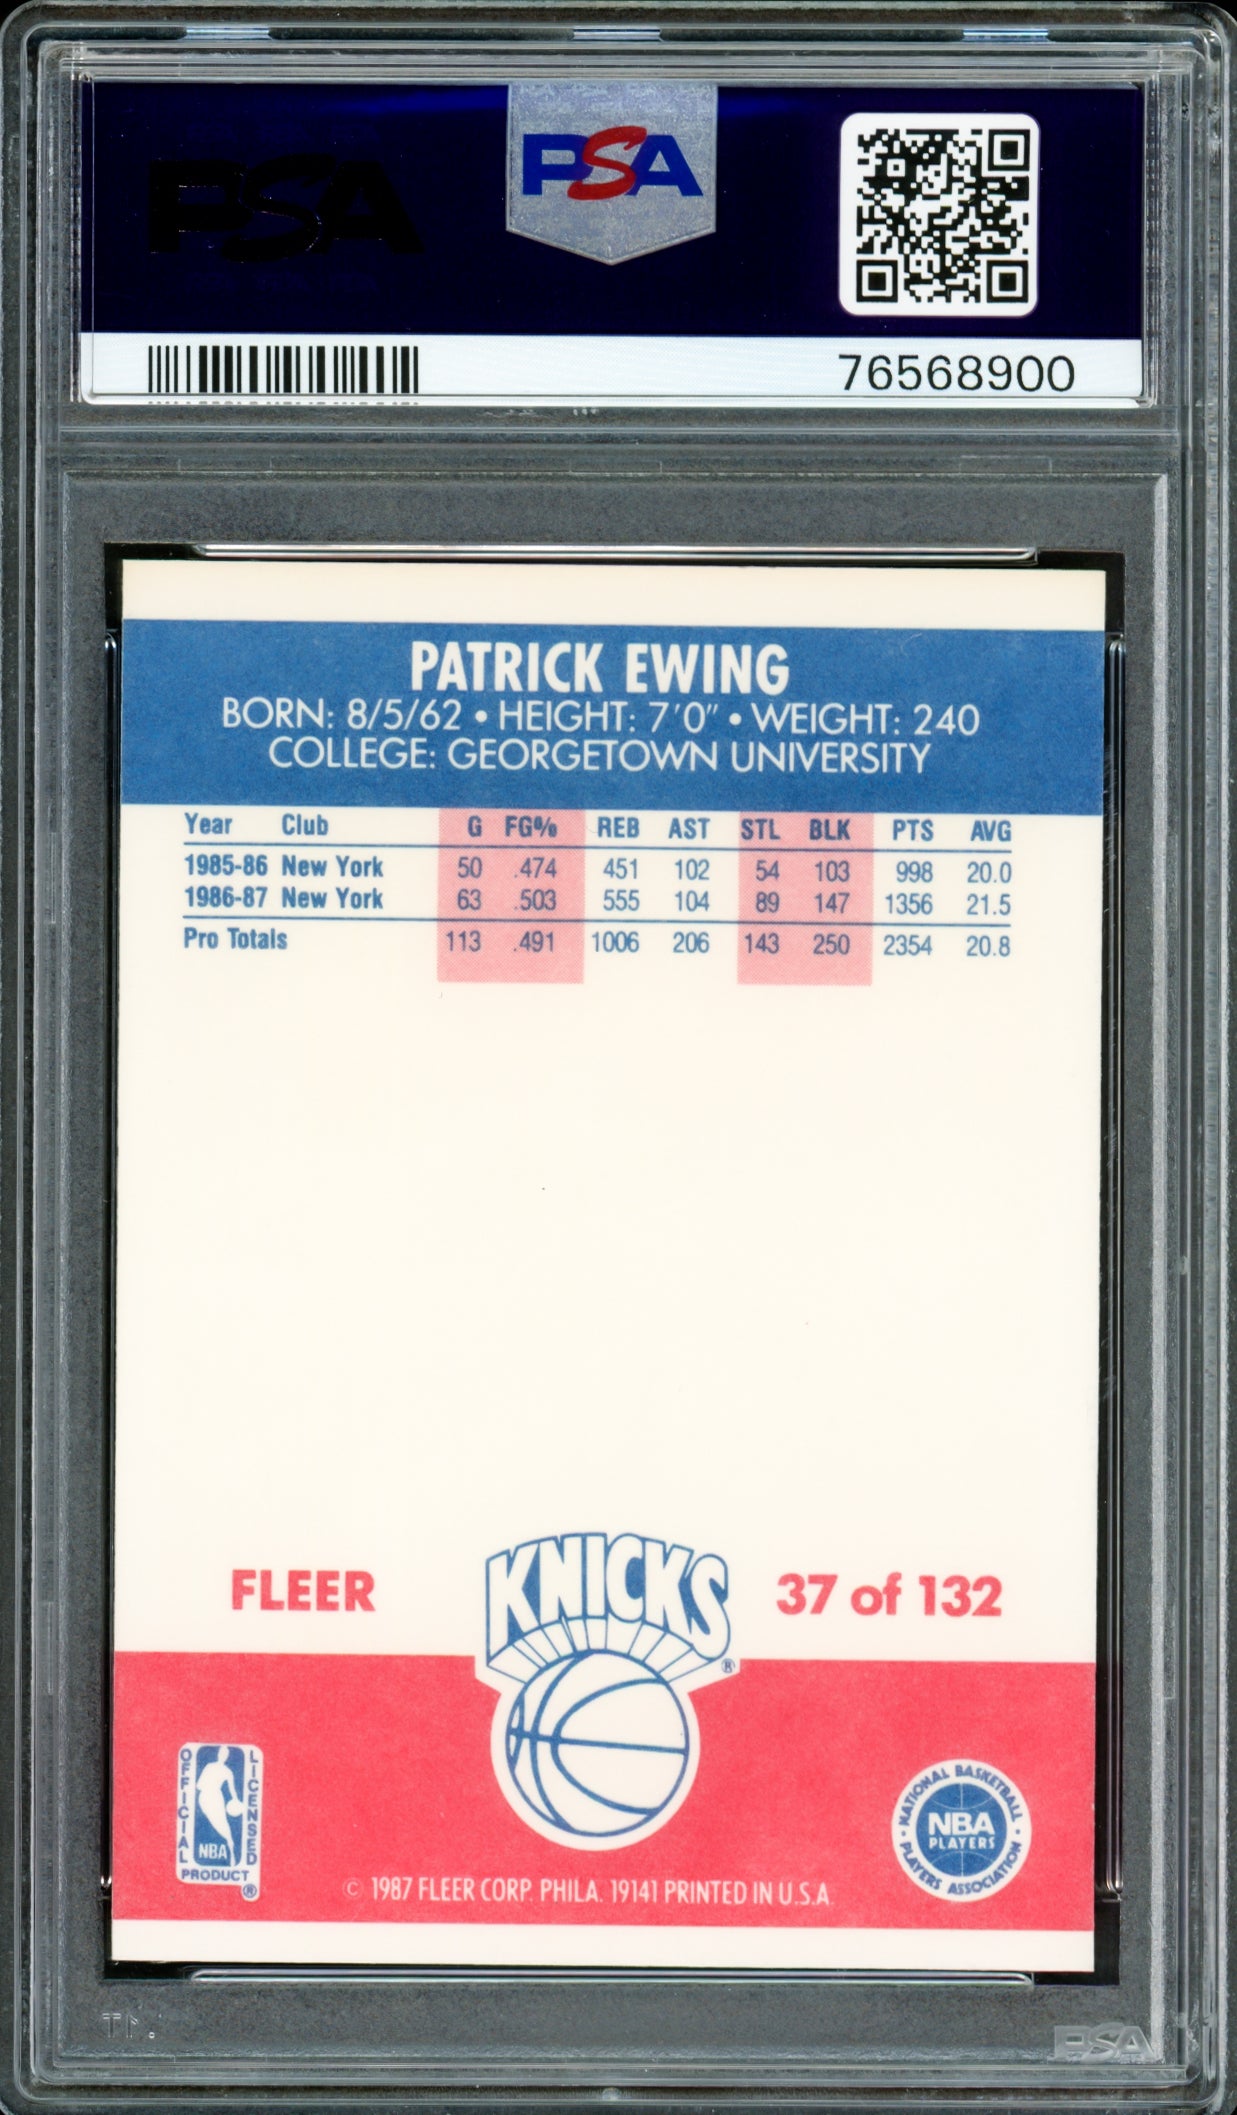 PSA
PSA
76568900
PATRICK EWING
BORN: 8/5/62 • HEIGHT: 7'0" • WEIGHT: 240
COLLEGE: GEORGETOWN UNIVERSITY
Year Club G FG% REB AST STL BLK PTS AVG
1985-86 New York 50 .474 451 102 54 103 998 20.0
1986-87 New York 63 .503 555 104 89 147 1356 21.5
Pro Totals 113 .491 1006 206 143 250 2354 20.8
KNICKS
®
FLEER
37 of 132
OFFICIAL
LICENSED
NBA
PRODUCT
®
NATIONAL BASKETBALL
NBA
PLAYERS
PLAYERS ASSOCIATION
© 1987 FLEER CORP. PHILA. 19141 PRINTED IN U.S.A.
PSA